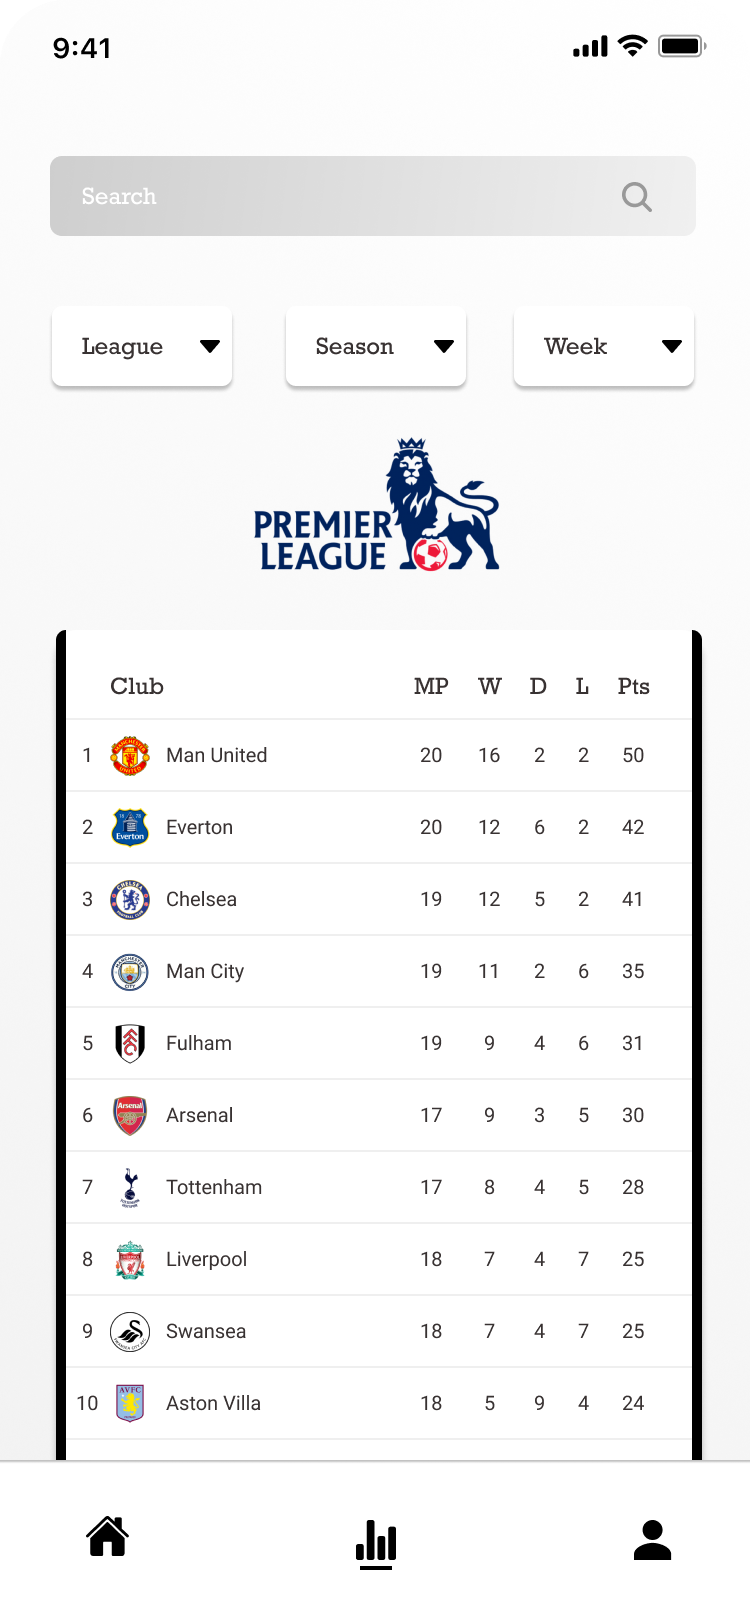 9:41
Search
League Season Week
PREMIER
LEAGUE
Club MP W D L Pts
1 Man United 20 16 2 2 50
2 Everton 20 12 6 2 42
3 Chelsea 19 12 5 2 41
4 Man City 19 11 2 6 35
5 Fulham 19 9 4 6 31
6 Arsenal Arsenal 17 9 3 5 30
7 Tottenham 17 8 4 5 28
8 Liverpool 18 7 4 7 25
9 Swansea 18 7 4 7 25
10 AVFC Aston Villa 18 5 9 4 24